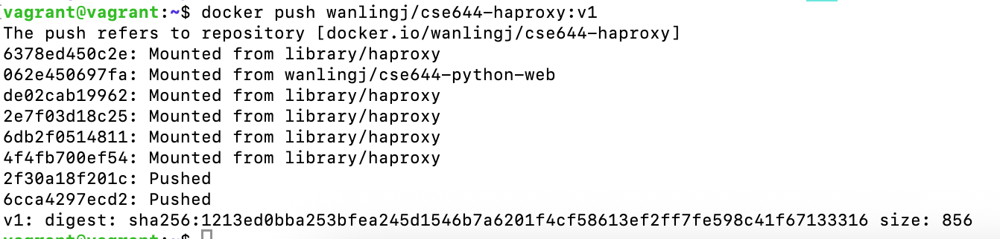 vagrant@vagrant:~$ docker push wanlingj/cse644-haproxy:v1
The push refers to repository [docker.io/wanlingj/cse644-haproxy]
6378ed450c2e: Mounted from library/haproxy
062e450697fa: Mounted from wanlingj/cse644-python-web
de02cab19962: Mounted from library/haproxy
2e7f03d18c25: Mounted from library/haproxy
6db2f0514811: Mounted from library/haproxy
4f4fb700ef54: Mounted from library/haproxy
2f30a18f201c: Pushed
6cca4297ecd2: Pushed
v1: digest: sha256:1213ed0bba253bfea245d1546b7a6201f4cf58613ef2ff7fe598c41f67133316 size: 856
vagrant@vagrant:~$